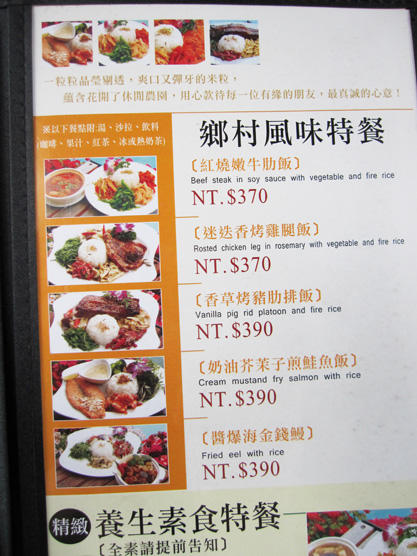 一粒粒晶瑩剔透，爽口又彈牙的米粒，
蘊含花開了休閒農園，用心款待每一位有緣的朋友，最真誠的心意！
※以下餐點附:湯、沙拉、飲料
(咖啡、果汁、紅茶、冰或熱奶茶)
鄉村風味特餐
〔紅燒嫩牛肋飯〕
Beef steak in soy sauce with vegetable and fire rice
NT.$370
〔迷迭香烤雞腿飯〕
Rosted chicken leg in rosemary with vegetable and fire rice
NT.$370
〔香草烤豬肋排飯〕
Vanilla pig rid platoon and fire rice
NT.$390
〔奶油芥茉子煎鮭魚飯〕
Cream mustand fry salmon with rice
NT.$390
〔醬爆海金錢鰻〕
Fried eel with rice
NT.$390
精緻 養生素食特餐
〔全素請提前告知〕